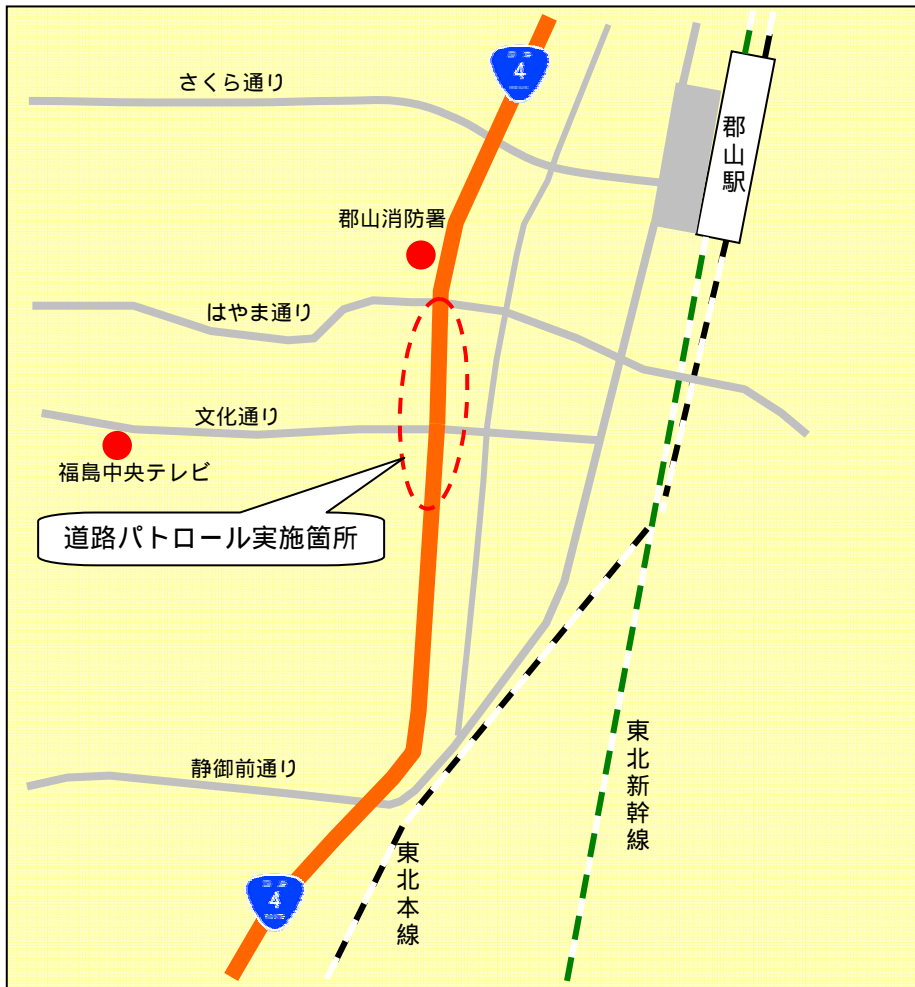 さくら通り
4
郡山駅
郡山消防署
はやま通り
文化通り
福島中央テレビ
道路パトロール実施箇所
静御前通り
東北新幹線
東北本線
4
ROUTE